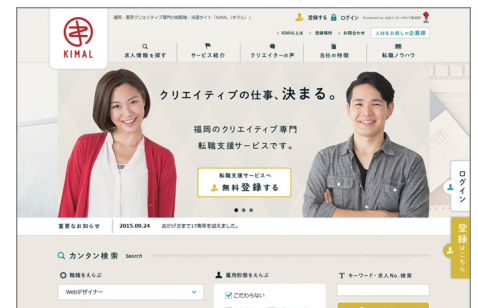 福岡・東京クリエイティブ専門の就転職・派遣サイト「KIMAL（キマル）」
登録する ログイン
KIMAL
KIMALとは 登録場所 お問合わせ 人材をお探しの企業様
求人情報を探す サービス紹介 クリエイターの声 当社の特徴 転職ノウハウ
クリエイティブの仕事、決まる。
福岡のクリエイティブ専門
転職支援サービスです。
転職支援サービスへ
無料登録する
ログイン
登録はこちら
重要なお知らせ 2015.09.24 おかげさまで17周年を迎えました。
カンタン検索 Search
職種をえらぶ 雇用形態をえらぶ キーワード・求人No. 検索
Webデザイナー こだわらない